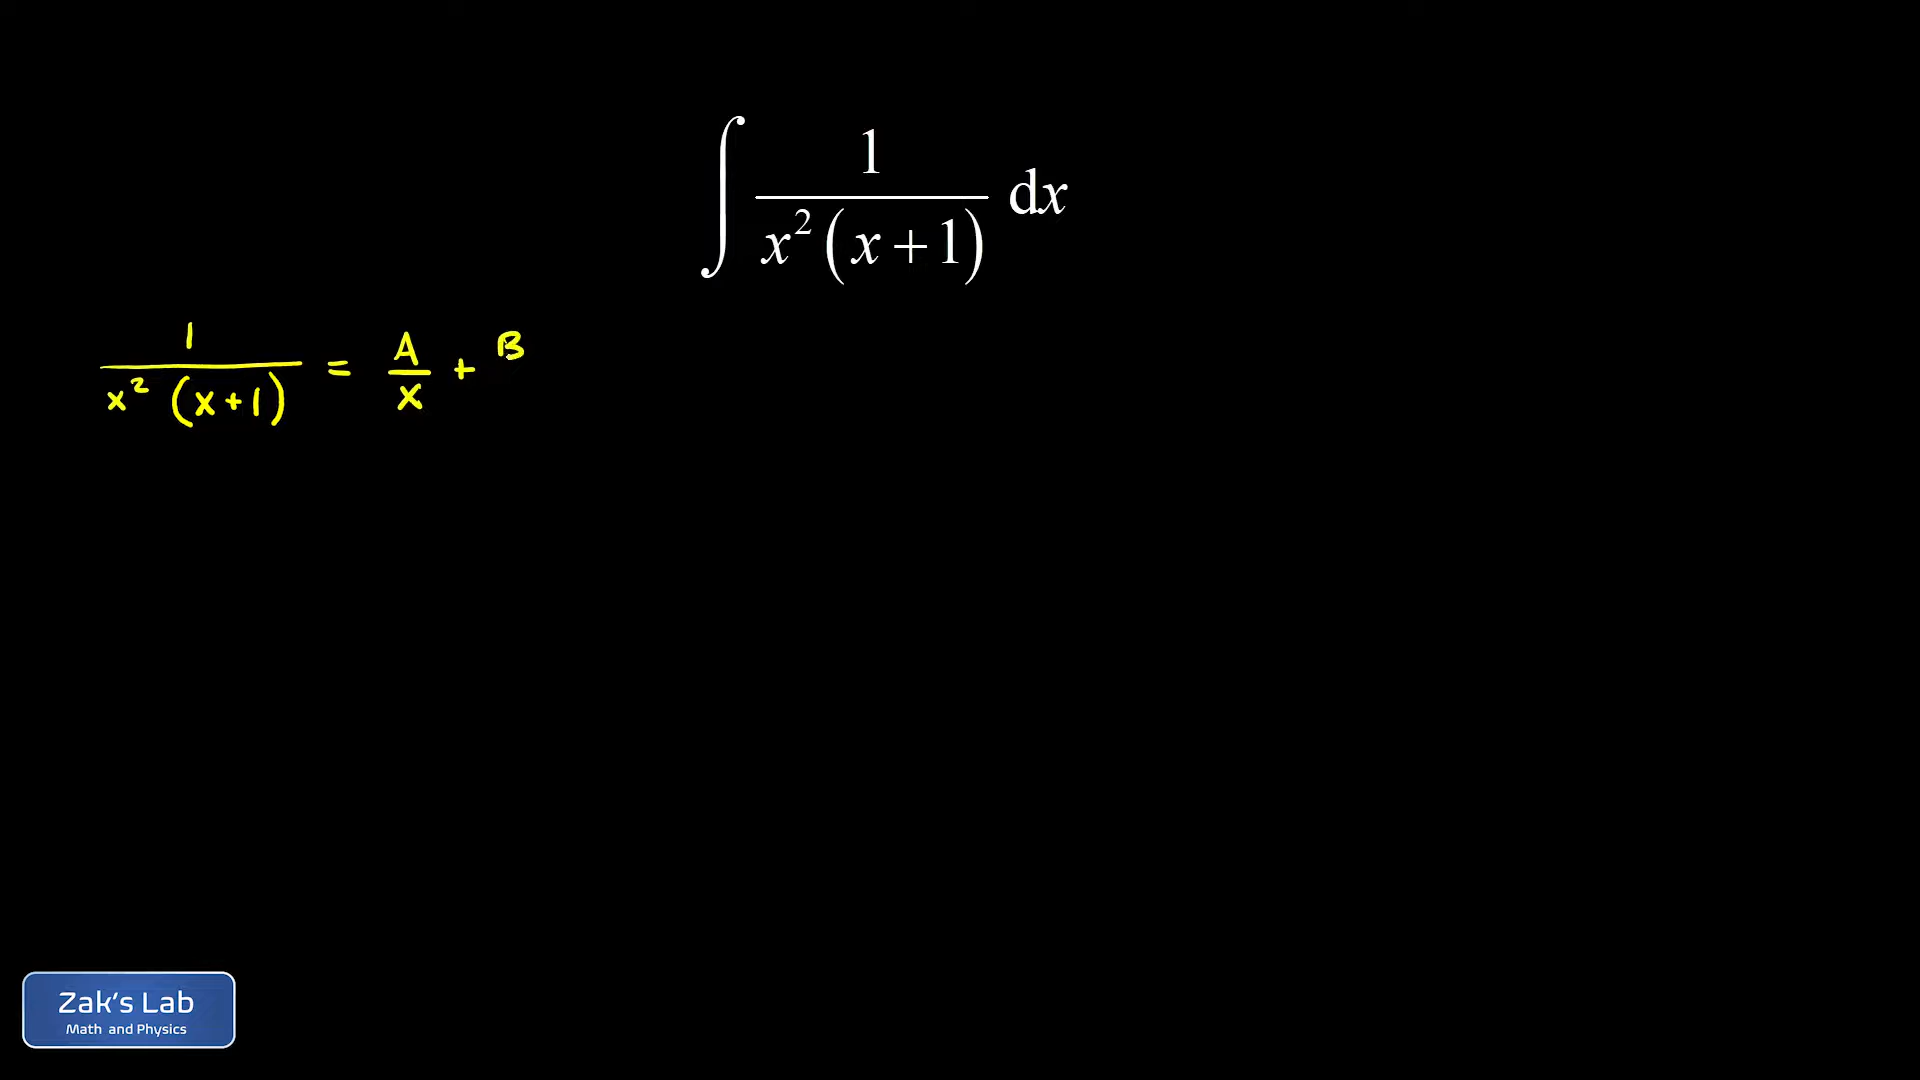 ∫ 1/(x²(x+1)) dx
1/(x² (x+1)) = A/x + B
Zak's Lab
Math and Physics